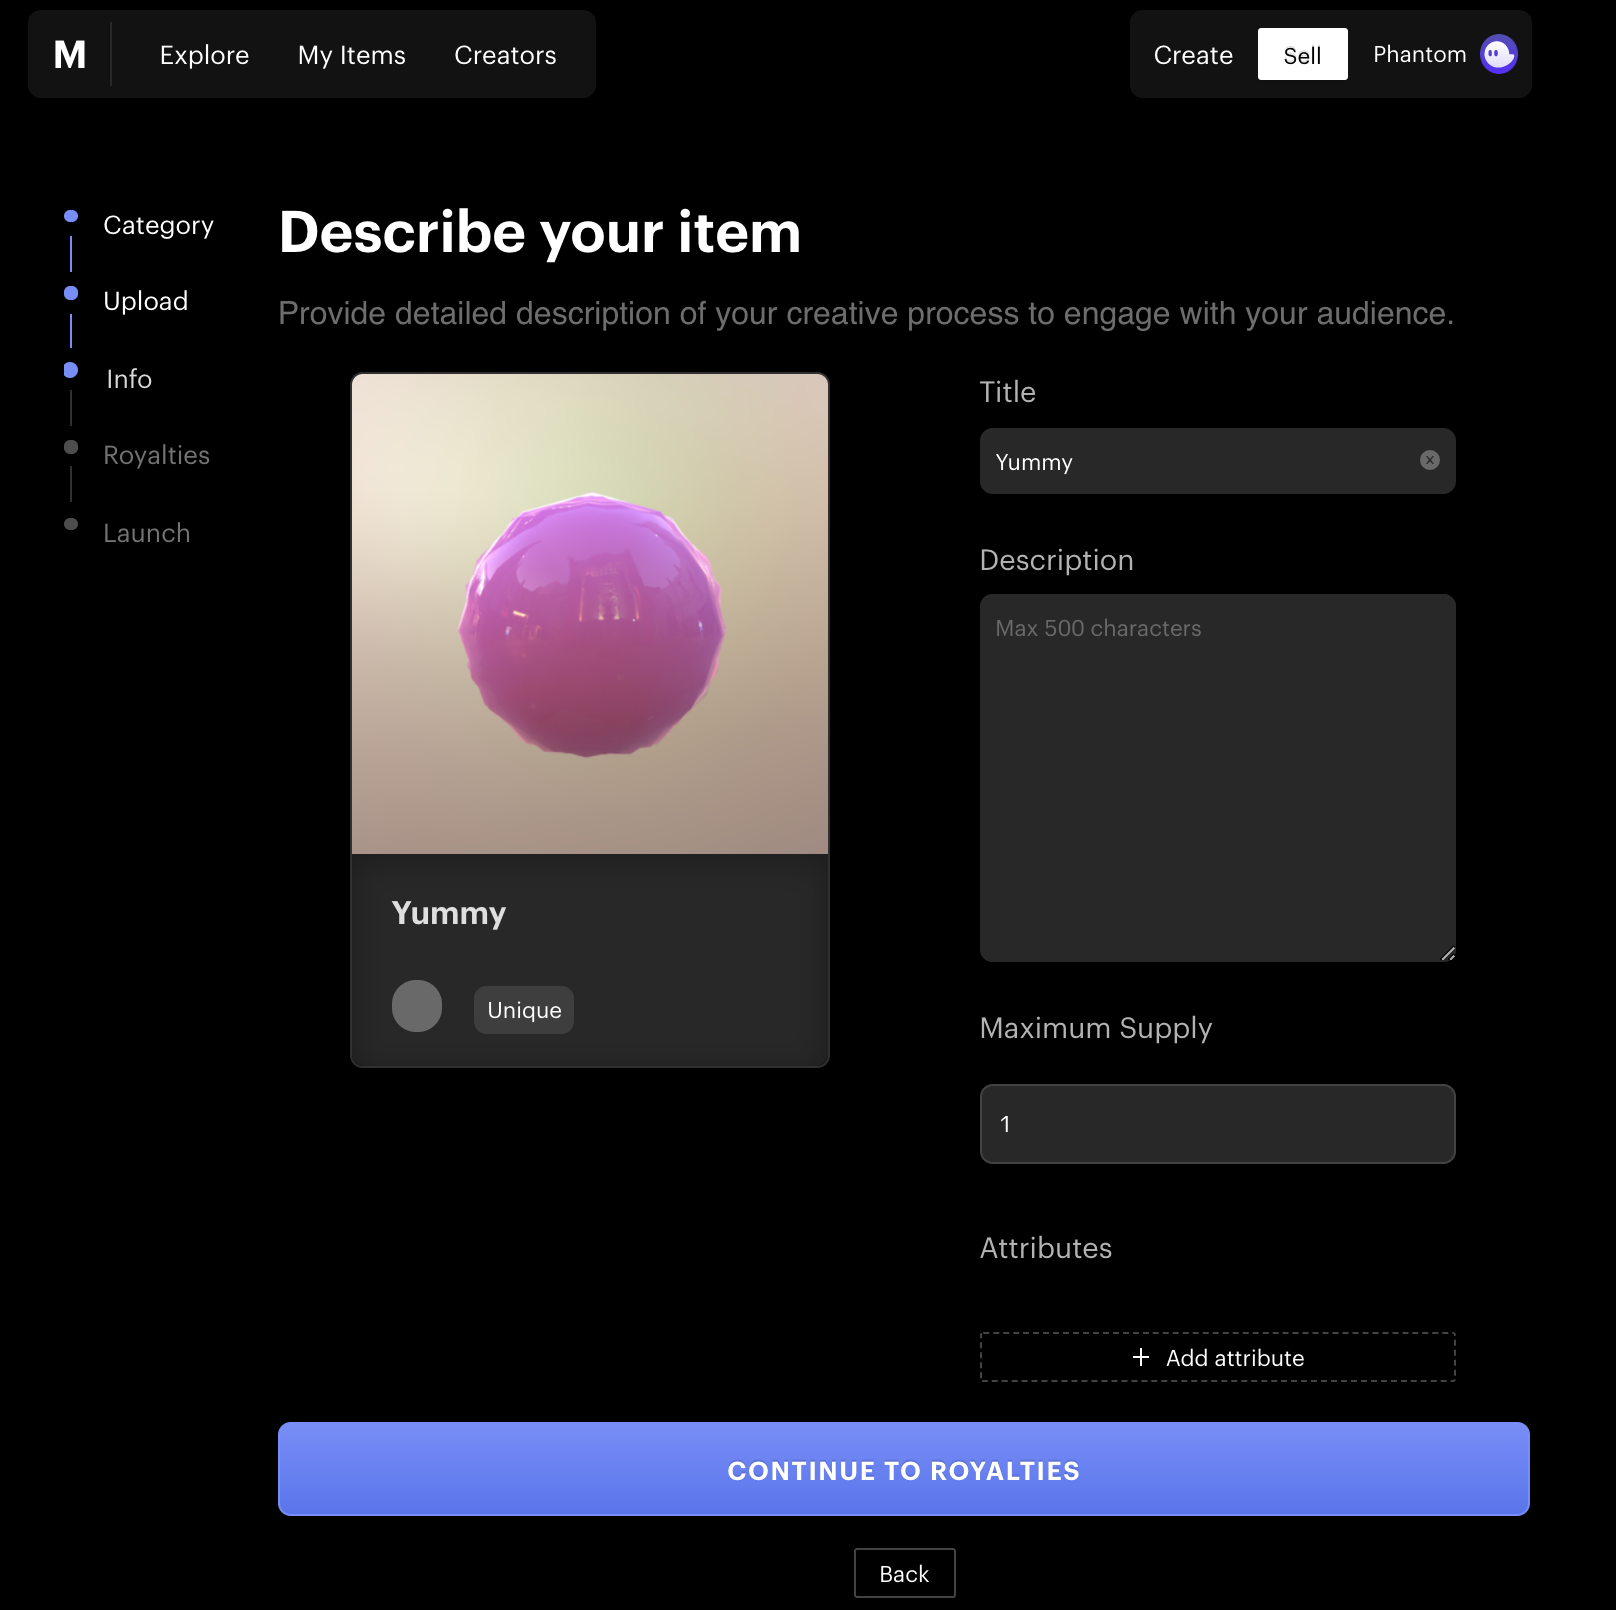 M
Explore
My Items
Creators
Create
Sell
Phantom
Category
Upload
Info
Royalties
Launch
Describe your item
Provide detailed description of your creative process to engage with your audience.
Yummy
Unique
Title
Yummy
Description
Max 500 characters
Maximum Supply
1
Attributes
+ Add attribute
CONTINUE TO ROYALTIES
Back